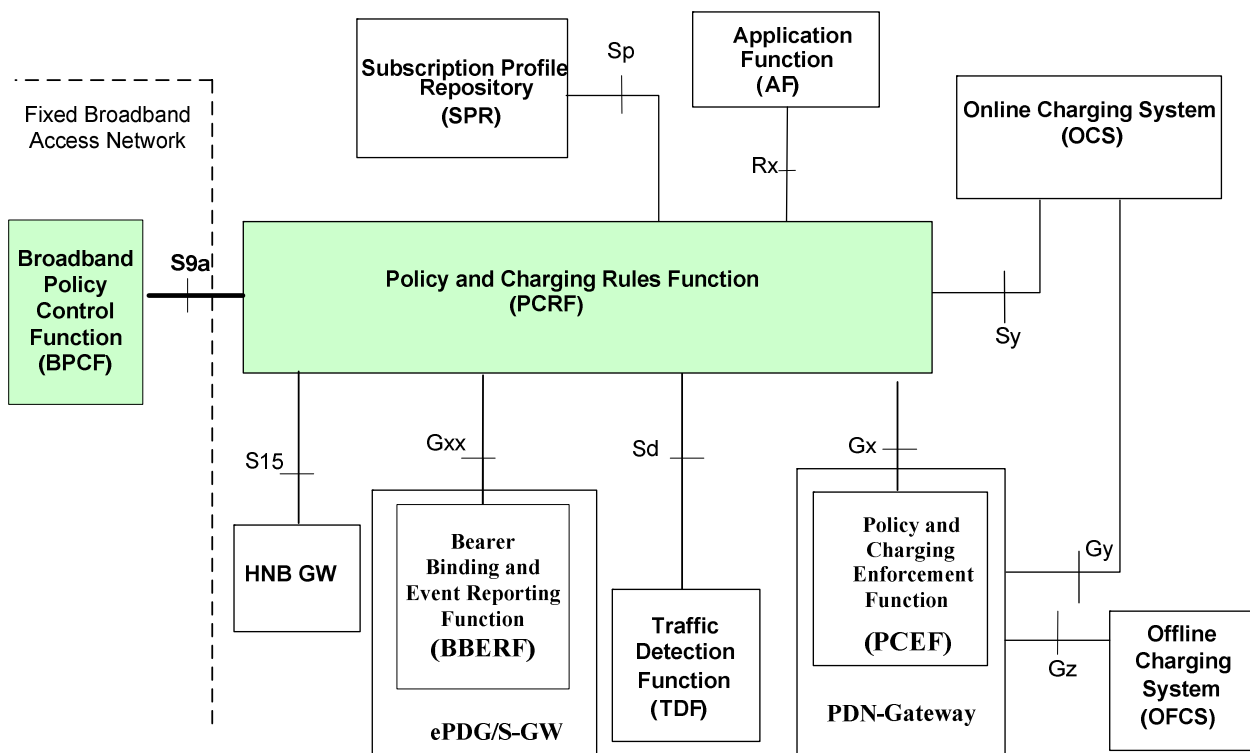 Fixed Broadband
Access Network
Subscription Profile
Repository
(SPR)
Sp
Application
Function
(AF)
Rx
Online Charging System
(OCS)
Broadband
Policy
Control
Function
(BPCF)
S9a
Policy and Charging Rules Function
(PCRF)
Sy
S15
Gxx
Sd
Gx
HNB GW
Bearer
Binding and
Event Reporting
Function
(BBERF)
ePDG/S-GW
Traffic
Detection
Function
(TDF)
Policy and
Charging
Enforcement
Function
(PCEF)
PDN-Gateway
Gy
Gz
Offline
Charging
System
(OFCS)